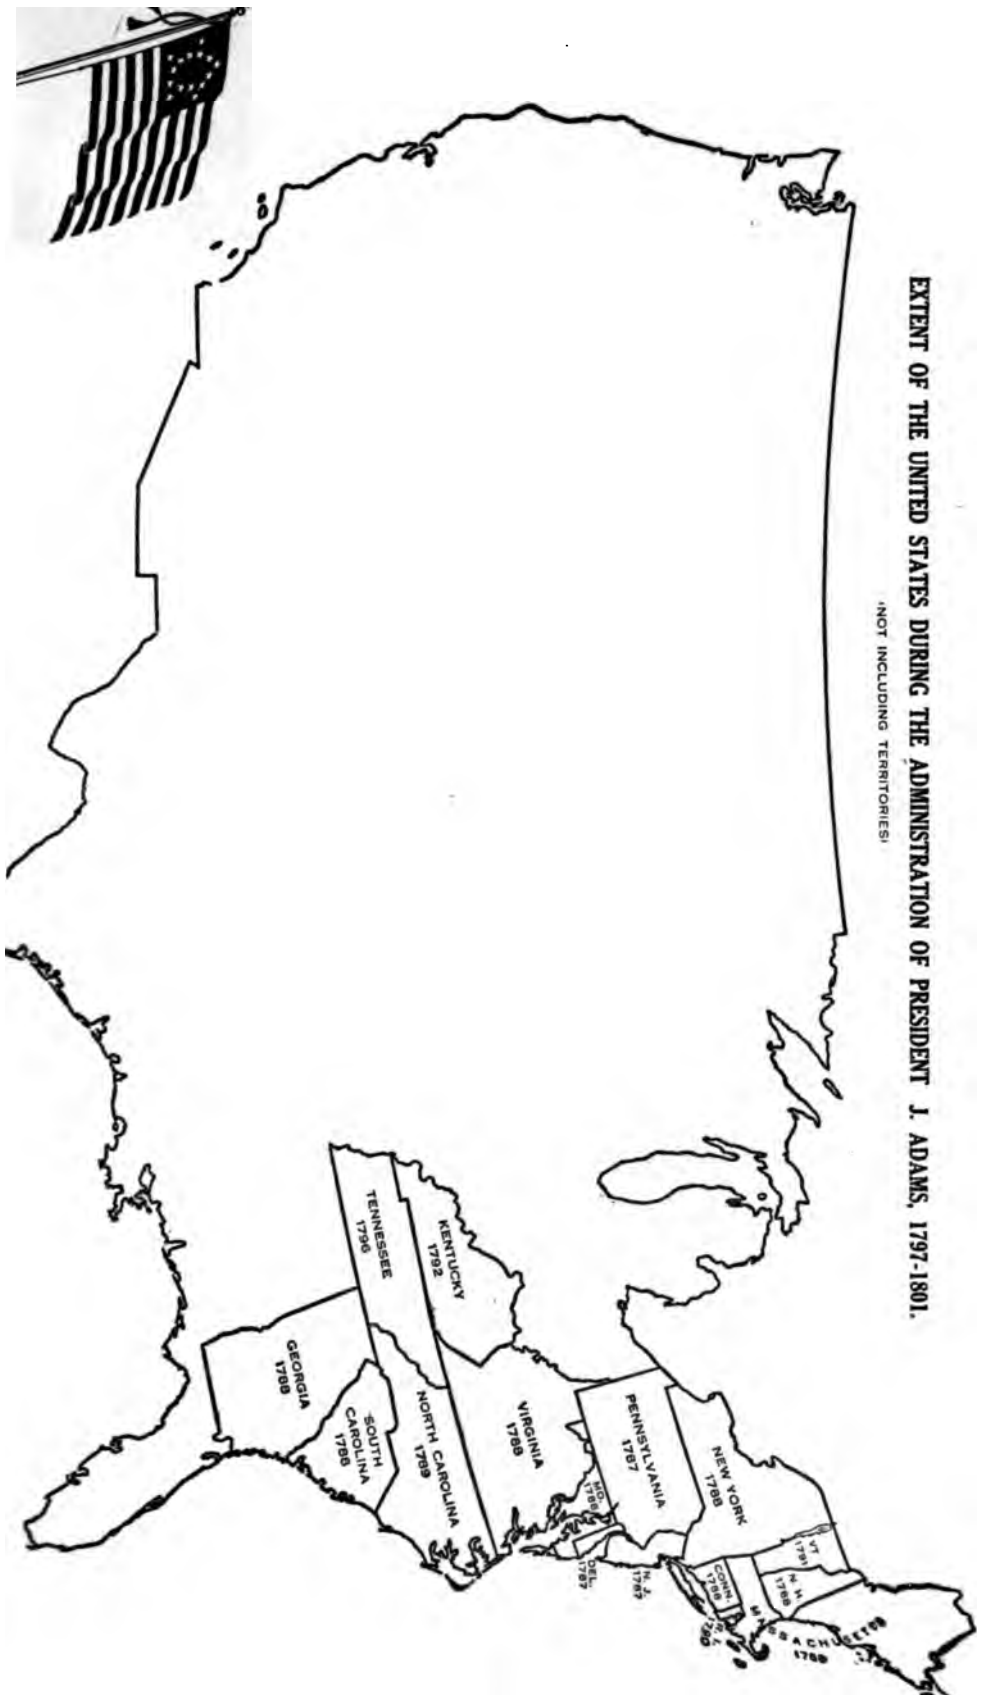 EXTENT OF THE UNITED STATES DURING THE ADMINISTRATION OF PRESIDENT J. ADAMS, 1797-1801.
(NOT INCLUDING TERRITORIES)
VT
1791
N. H.
1788
MASSACHUSETTS
1788
NEW YORK
1788
CONN.
1788
R. I.
1790
PENNSYLVANIA
1787
N. J.
1787
MD.
1788
DEL.
1787
VIRGINIA
1788
KENTUCKY
1792
TENNESSEE
1796
NORTH CAROLINA
1789
SOUTH
CAROLINA
1788
GEORGIA
1788